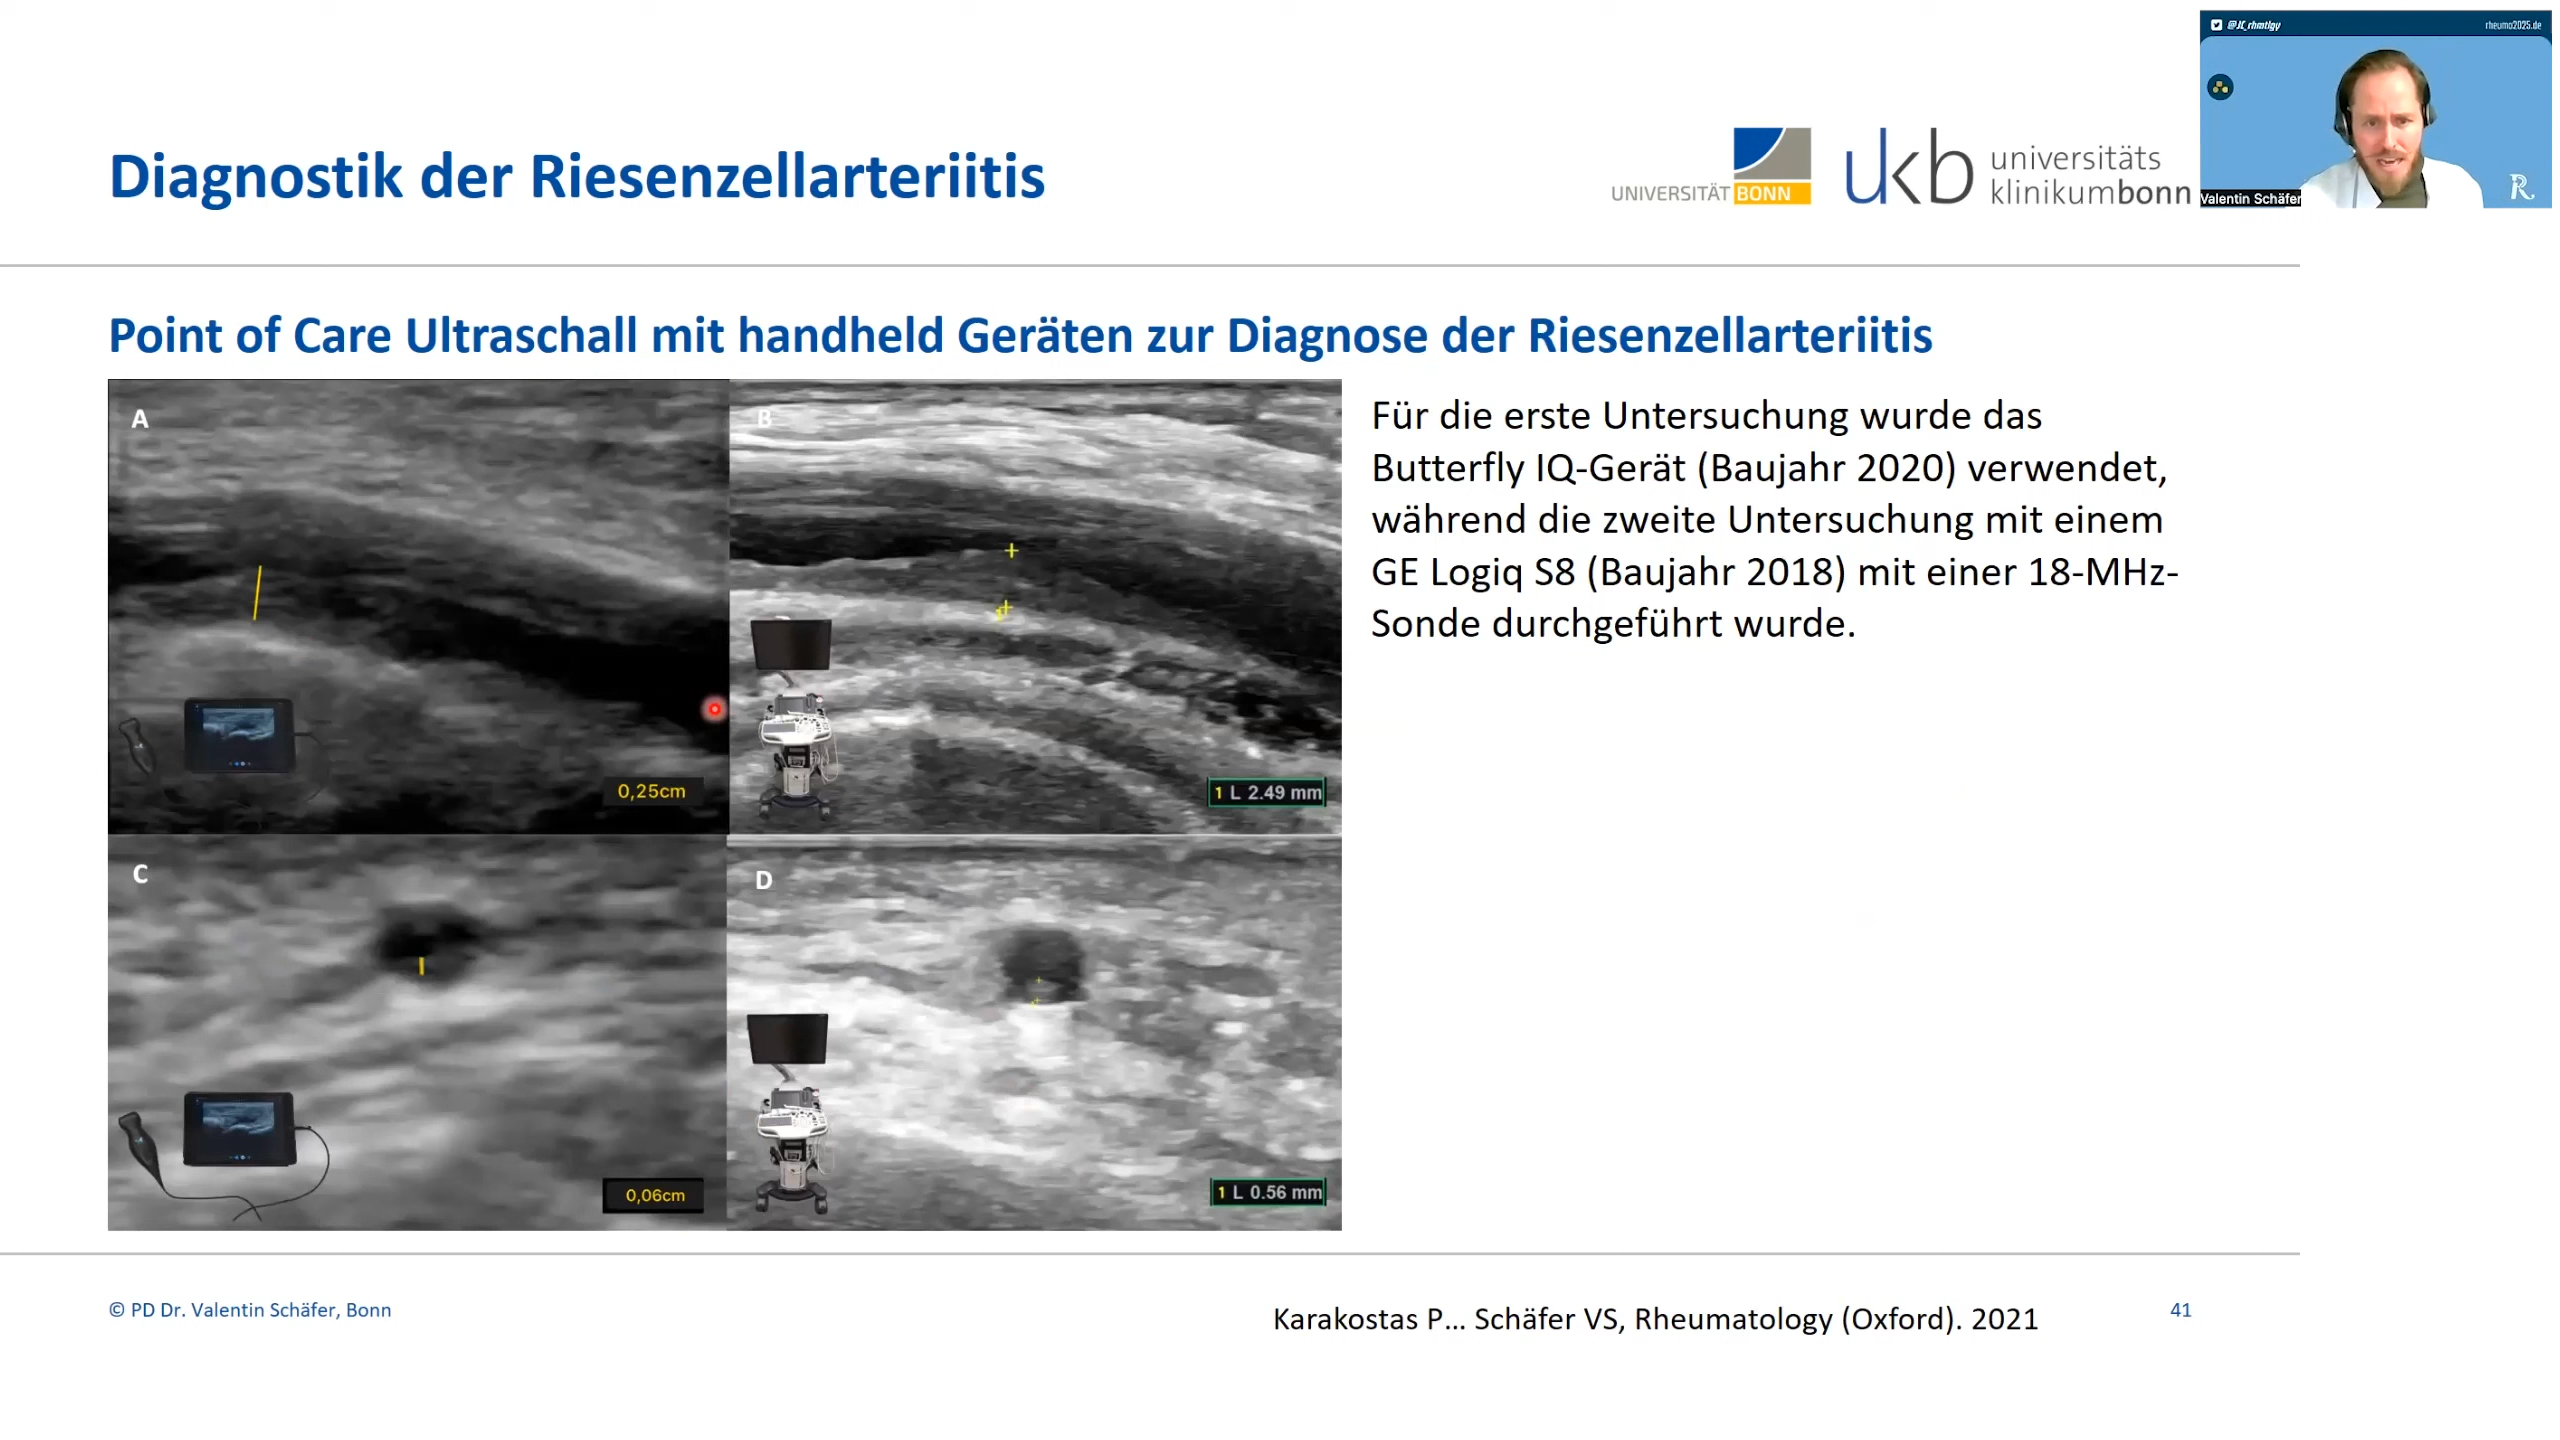 @JC_rhmtlgy
rheuma2025.de
Valentin Schäfer
R.
Diagnostik der Riesenzellarteriitis
UNIVERSITÄT BONN
ukb universitäts
klinikumbonn
Point of Care Ultraschall mit handheld Geräten zur Diagnose der Riesenzellarteriitis
A
B
0,25cm
1 L 2.49 mm
C
D
0,06cm
1 L 0.56 mm
Für die erste Untersuchung wurde das
Butterfly IQ-Gerät (Baujahr 2020) verwendet,
während die zweite Untersuchung mit einem
GE Logiq S8 (Baujahr 2018) mit einer 18-MHz-
Sonde durchgeführt wurde.
© PD Dr. Valentin Schäfer, Bonn
Karakostas P... Schäfer VS, Rheumatology (Oxford). 2021
41